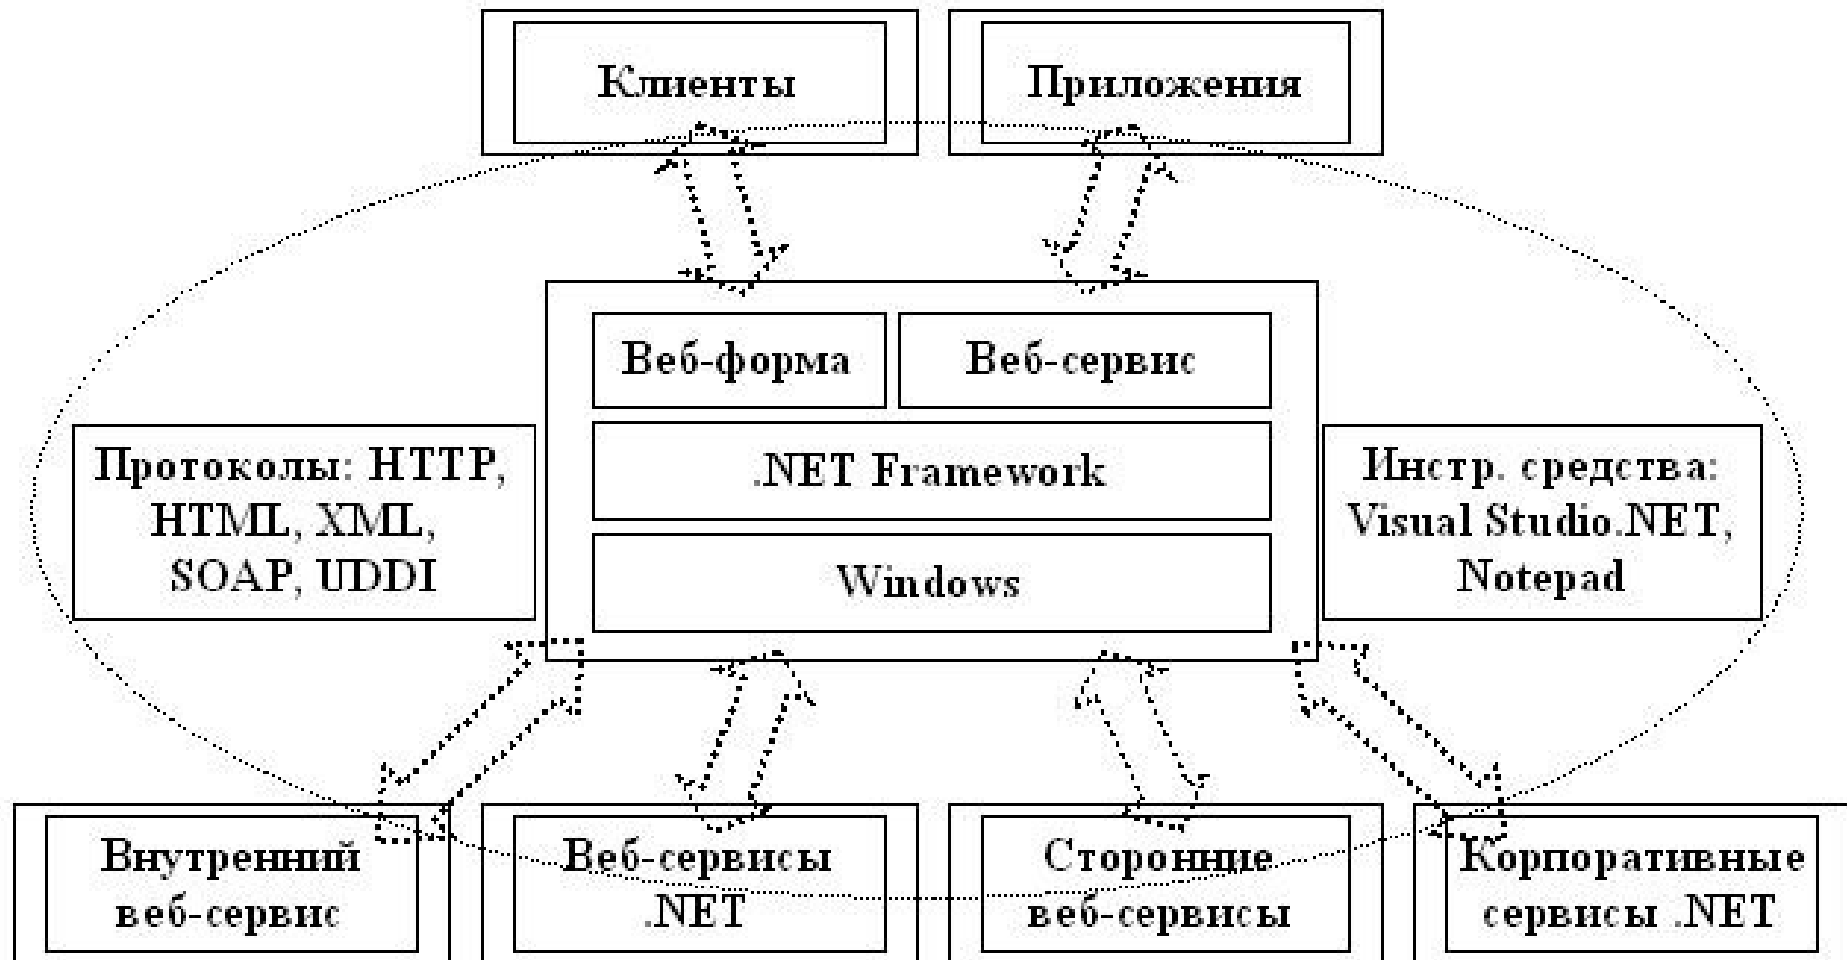 Клиенты
Приложения
Веб-форма
Веб-сервис
Протоколы: HTTP,
HTML, XML,
SOAP, UDDI
.NET Framework
Windows
Инстр. средства:
Visual Studio.NET,
Notepad
Внутренний
веб-сервис
Веб-сервисы
.NET
Сторонние
веб-сервисы
Корпоративные
сервисы .NET